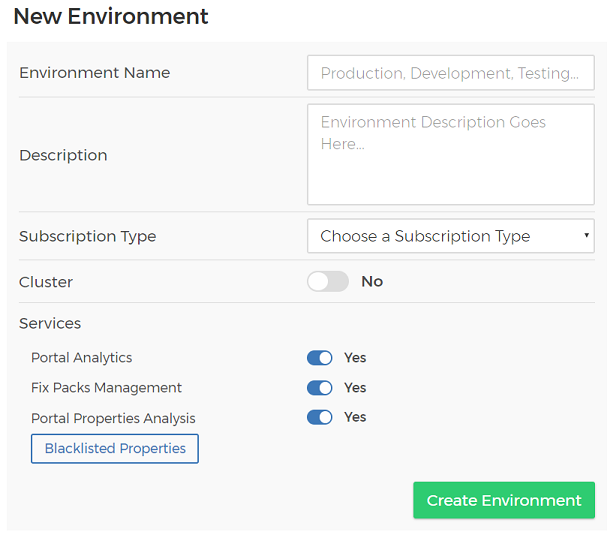 New Environment
Environment Name
Production, Development, Testing...
Description
Environment Description Goes
Here...
Subscription Type
Choose a Subscription Type
Cluster
No
Services
Portal Analytics
Yes
Fix Packs Management
Yes
Portal Properties Analysis
Yes
Blacklisted Properties
Create Environment